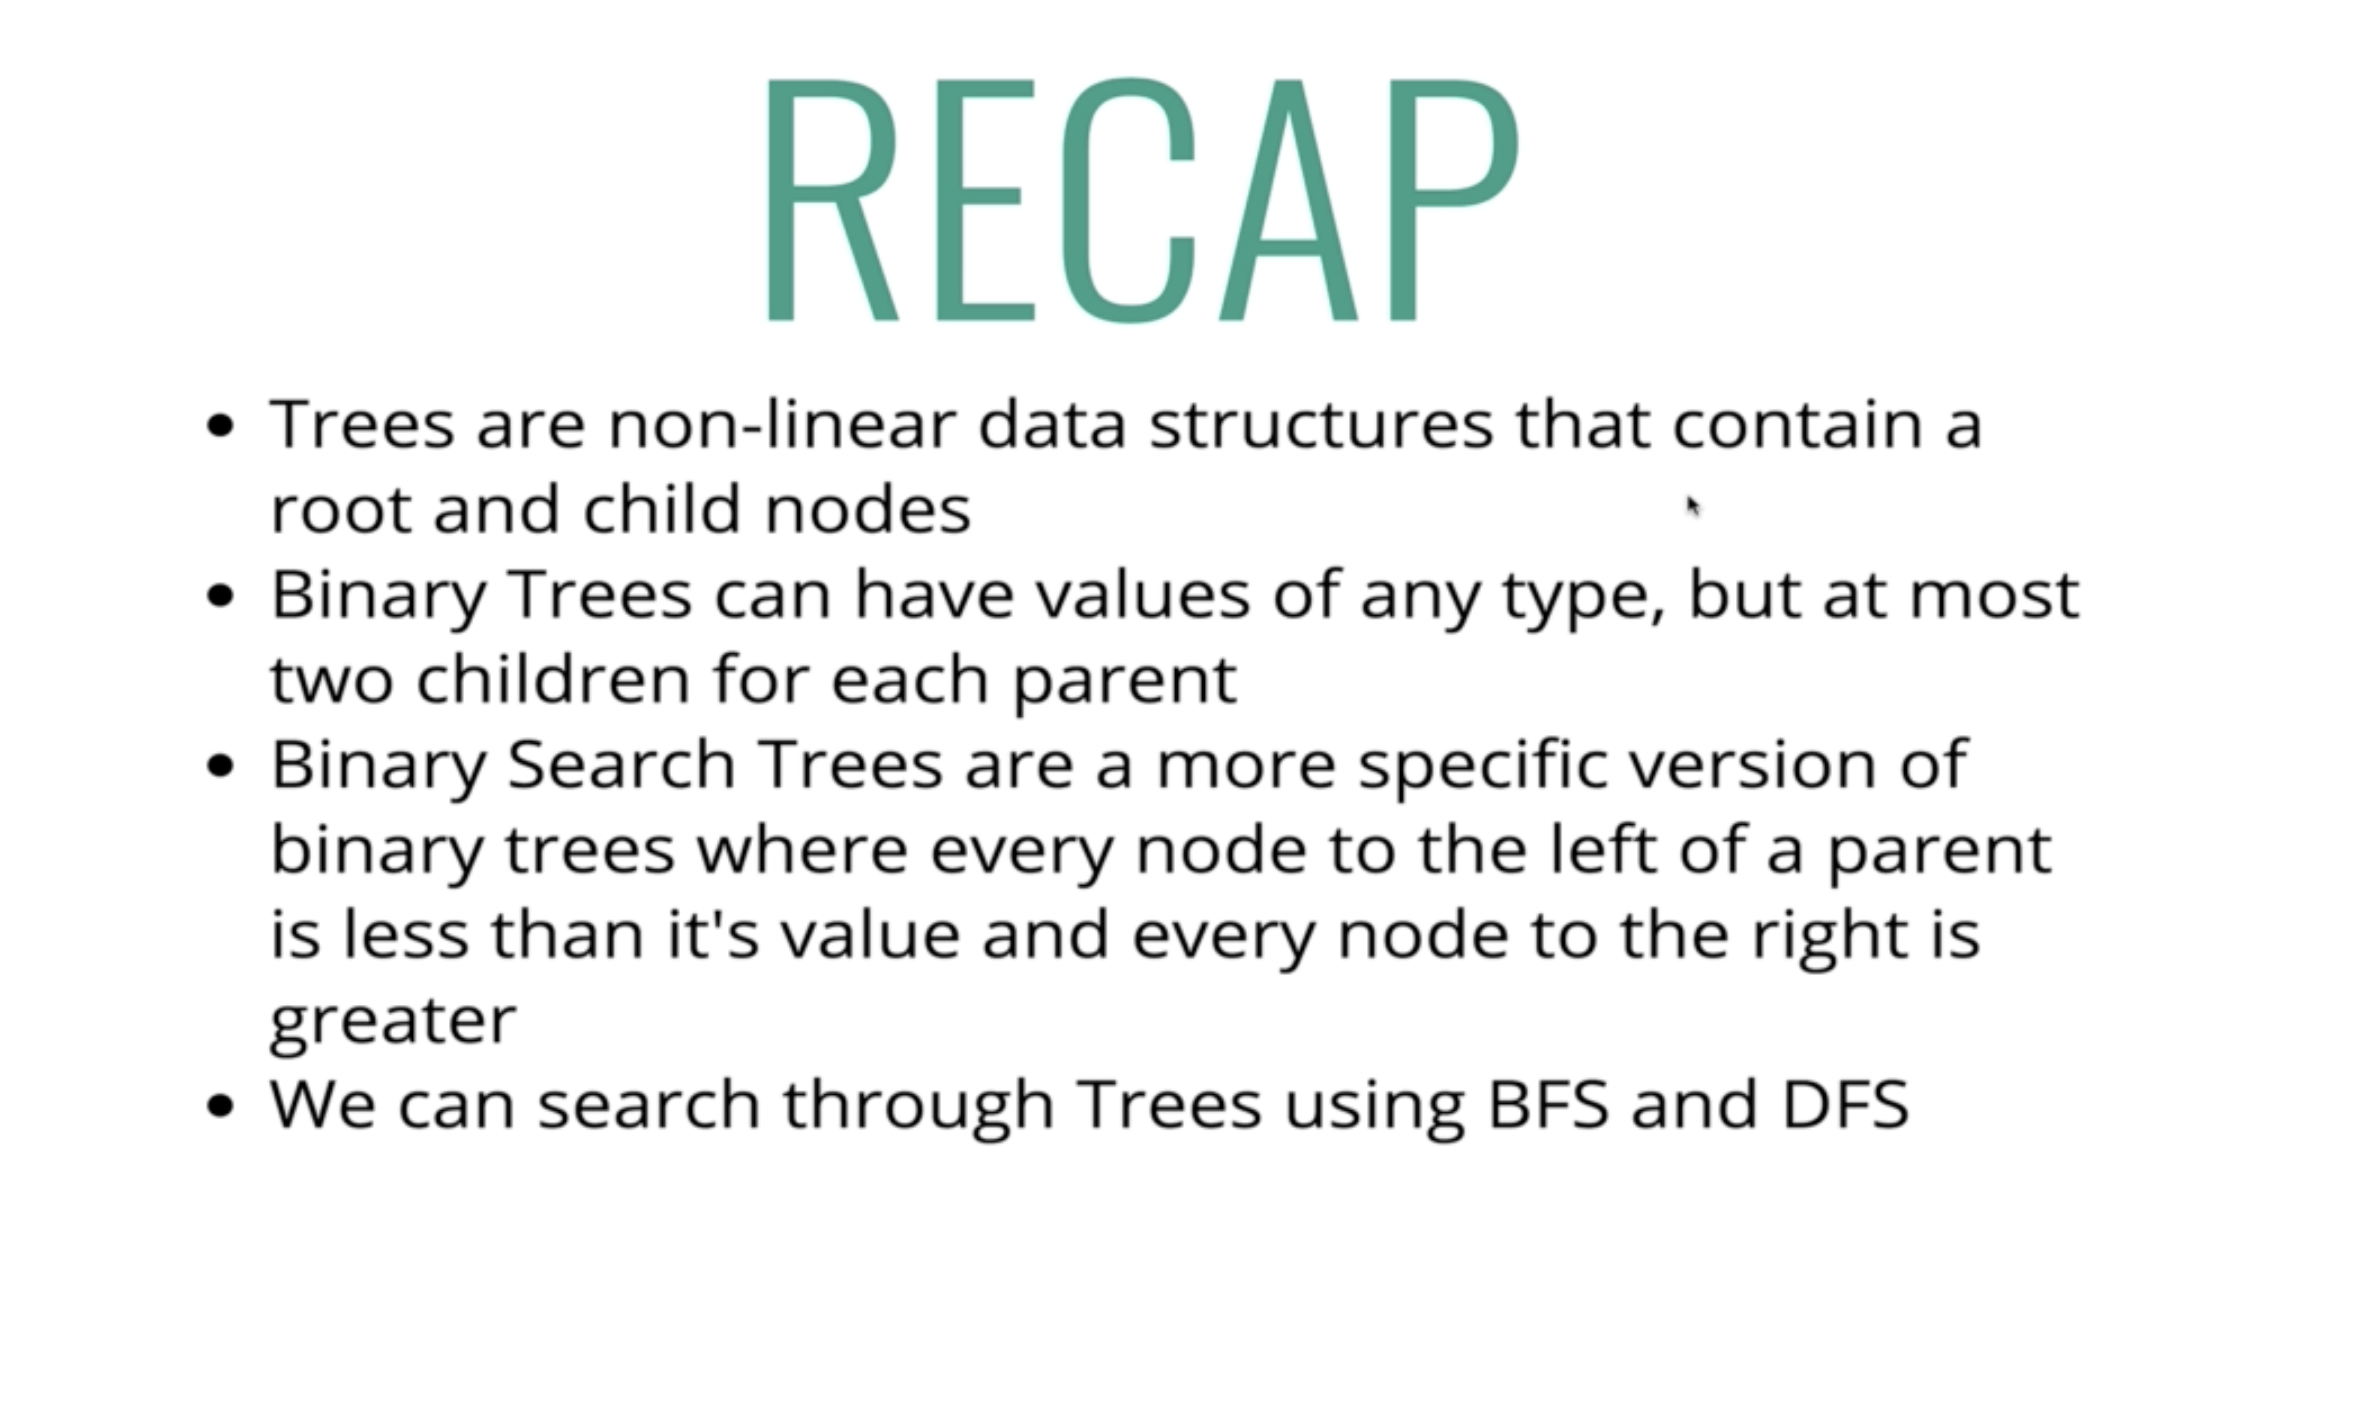 RECAP
• Trees are non-linear data structures that contain a
root and child nodes
• Binary Trees can have values of any type, but at most
two children for each parent
• Binary Search Trees are a more specific version of
binary trees where every node to the left of a parent
is less than it's value and every node to the right is
greater
• We can search through Trees using BFS and DFS